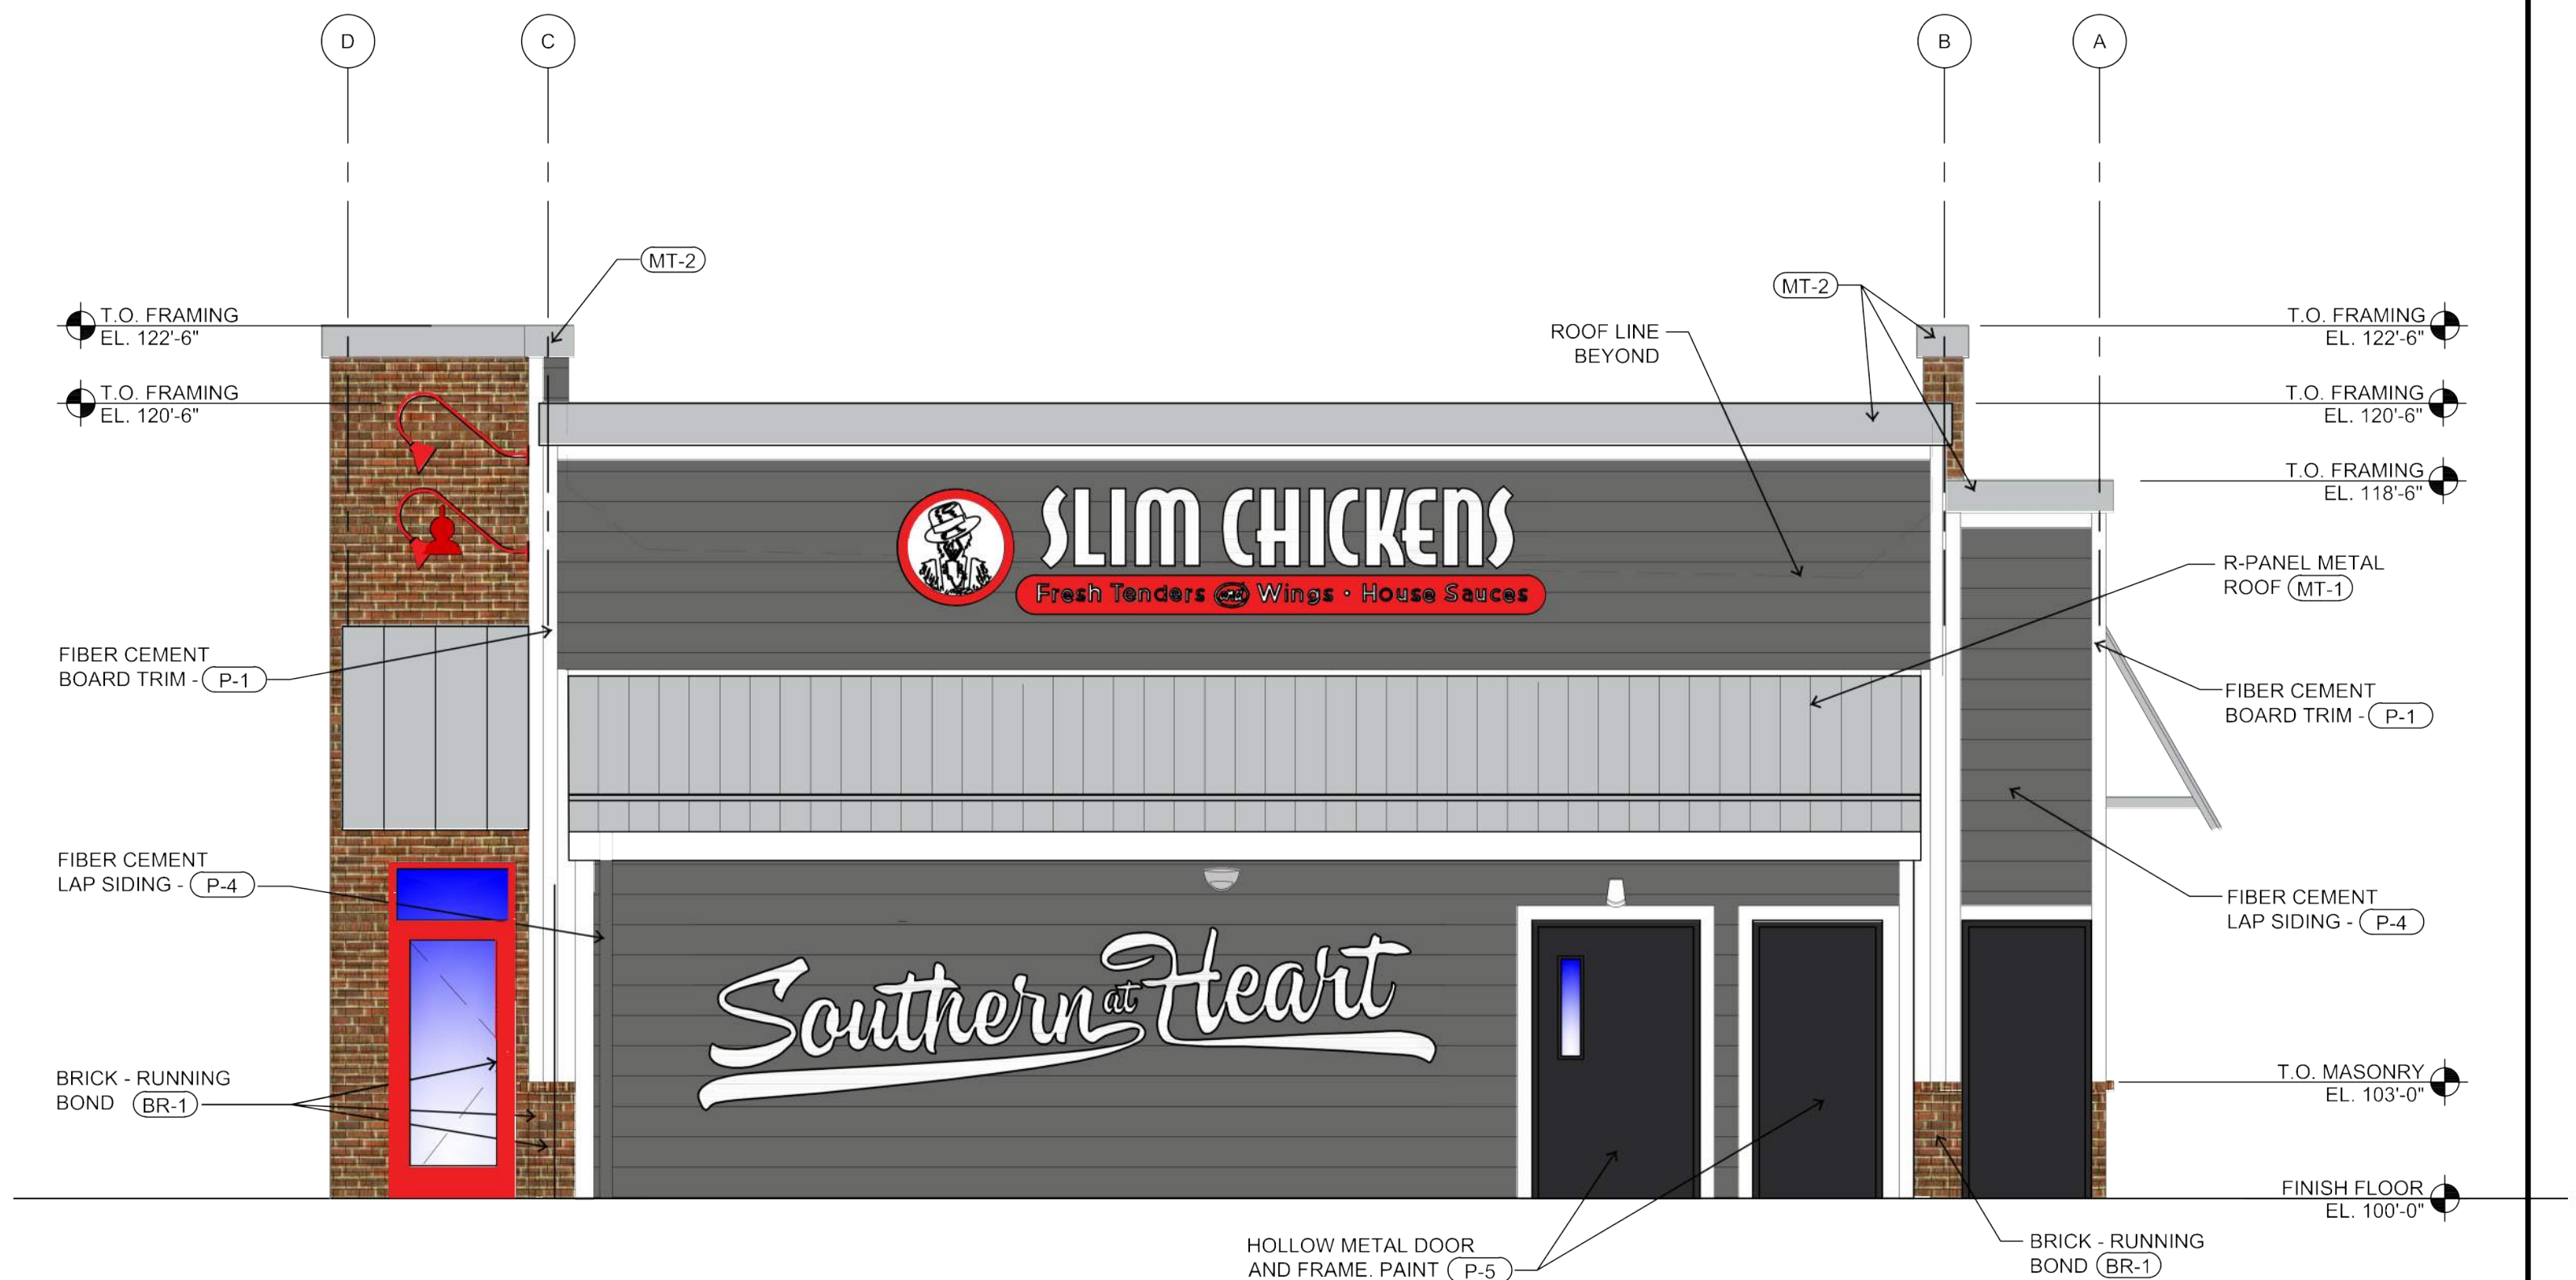 D
C
B
A
MT-2
MT-2
T.O. FRAMING
EL. 122'-6"
T.O. FRAMING
EL. 120'-6"
ROOF LINE
BEYOND
T.O. FRAMING
EL. 122'-6"
T.O. FRAMING
EL. 120'-6"
T.O. FRAMING
EL. 118'-6"
SLIM CHICKENS
Fresh Tenders and Wings • House Sauces
R-PANEL METAL
ROOF MT-1
FIBER CEMENT
BOARD TRIM - P-1
FIBER CEMENT
BOARD TRIM - P-1
FIBER CEMENT
LAP SIDING - P-4
FIBER CEMENT
LAP SIDING - P-4
Southern at Heart
BRICK - RUNNING
BOND BR-1
T.O. MASONRY
EL. 103'-0"
FINISH FLOOR
EL. 100'-0"
HOLLOW METAL DOOR
AND FRAME. PAINT P-5
BRICK - RUNNING
BOND BR-1